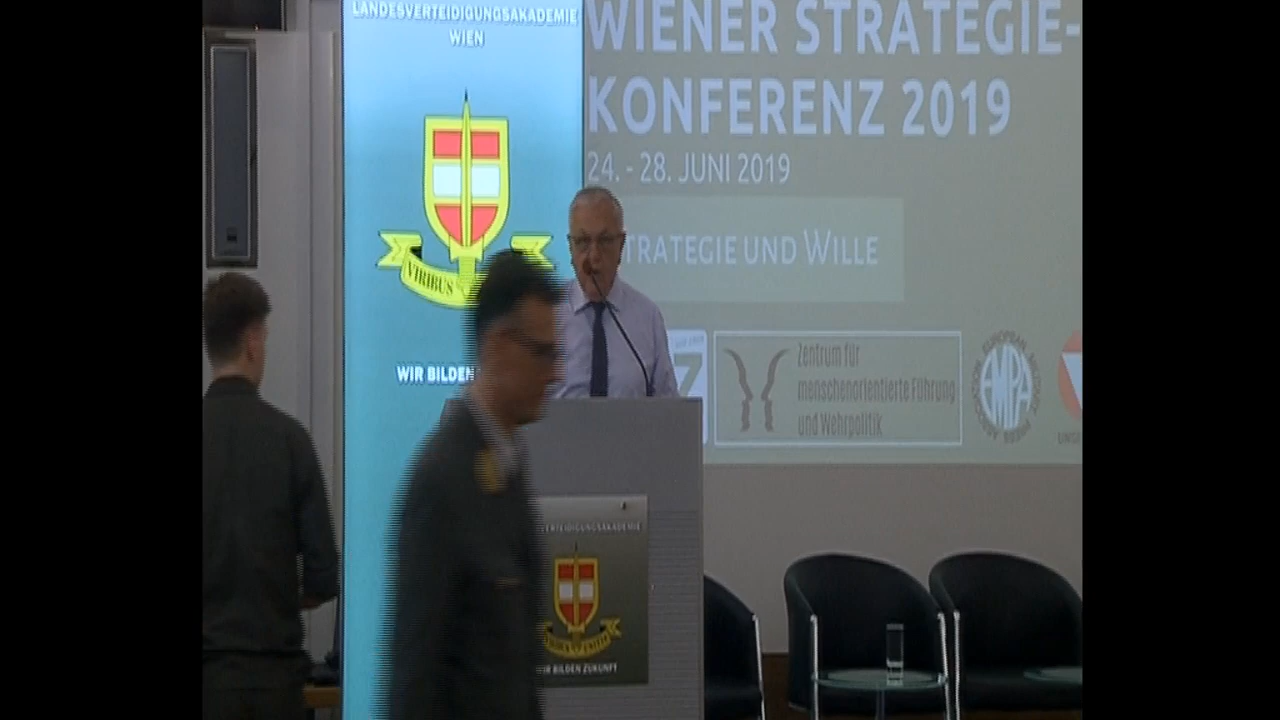 LANDESVERTEIDIGUNGSAKADEMIE
WIEN
VIRIBUS
WIR BILDEN
WIENER STRATEGIE-
KONFERENZ 2019
24. - 28. JUNI 2019
TRATEGIE UND WILLE
Z
Zentrum für
menschenorientierte Führung
und Wehrpolitik
EMPA
VERTEIDIGUNGSAKADEMIE
WIR BILDEN ZUKUNFT